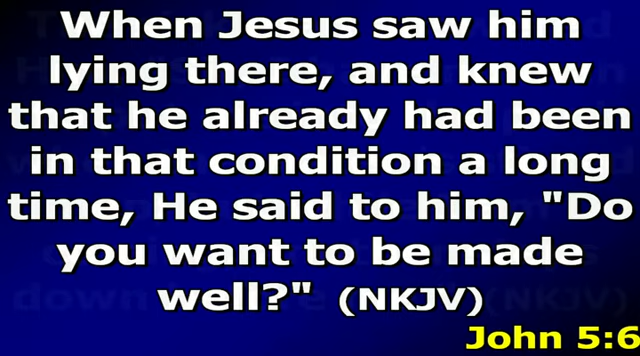 When Jesus saw him
lying there, and knew
that he already had been
in that condition a long
time, He said to him, "Do
you want to be made
well?" (NKJV)
John 5:6